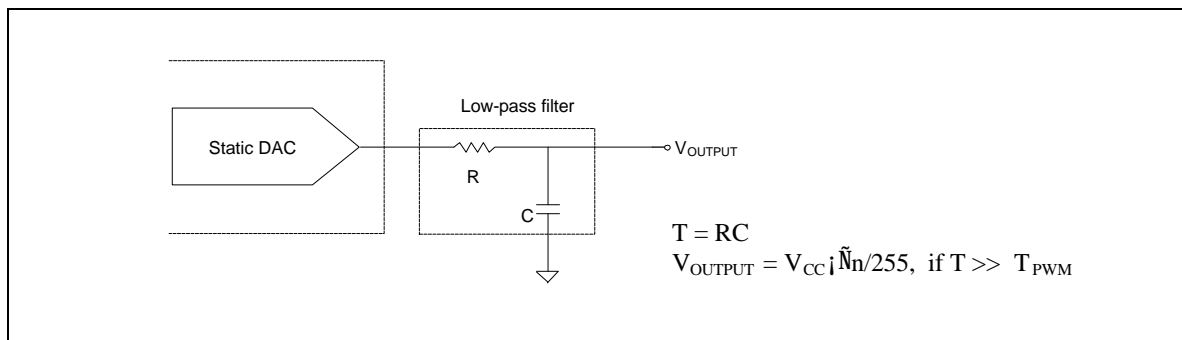 Low-pass filter
Static DAC
R
C
VOUTPUT
T = RC
VOUTPUT = VCC¡Ñn/255, if T >> TPWM